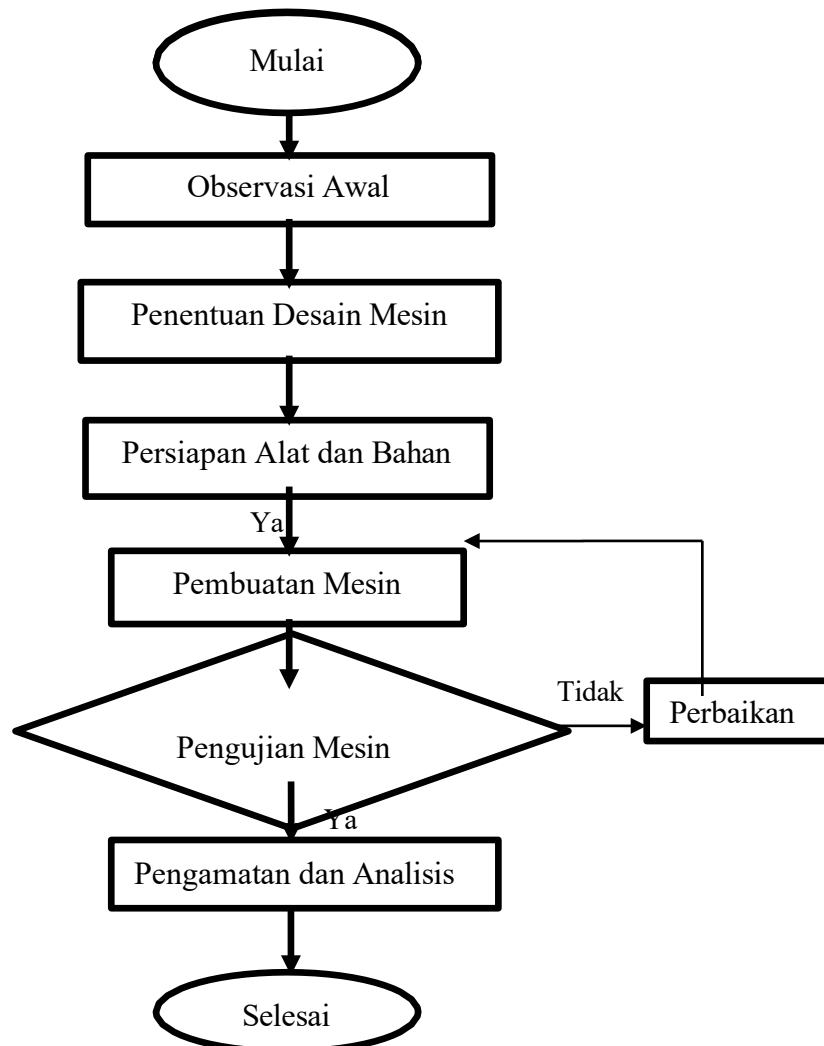 Mulai
Observasi Awal
Penentuan Desain Mesin
Persiapan Alat dan Bahan
Ya
Pembuatan Mesin
Tidak
Perbaikan
Pengujian Mesin
Ya
Pengamatan dan Analisis
Selesai